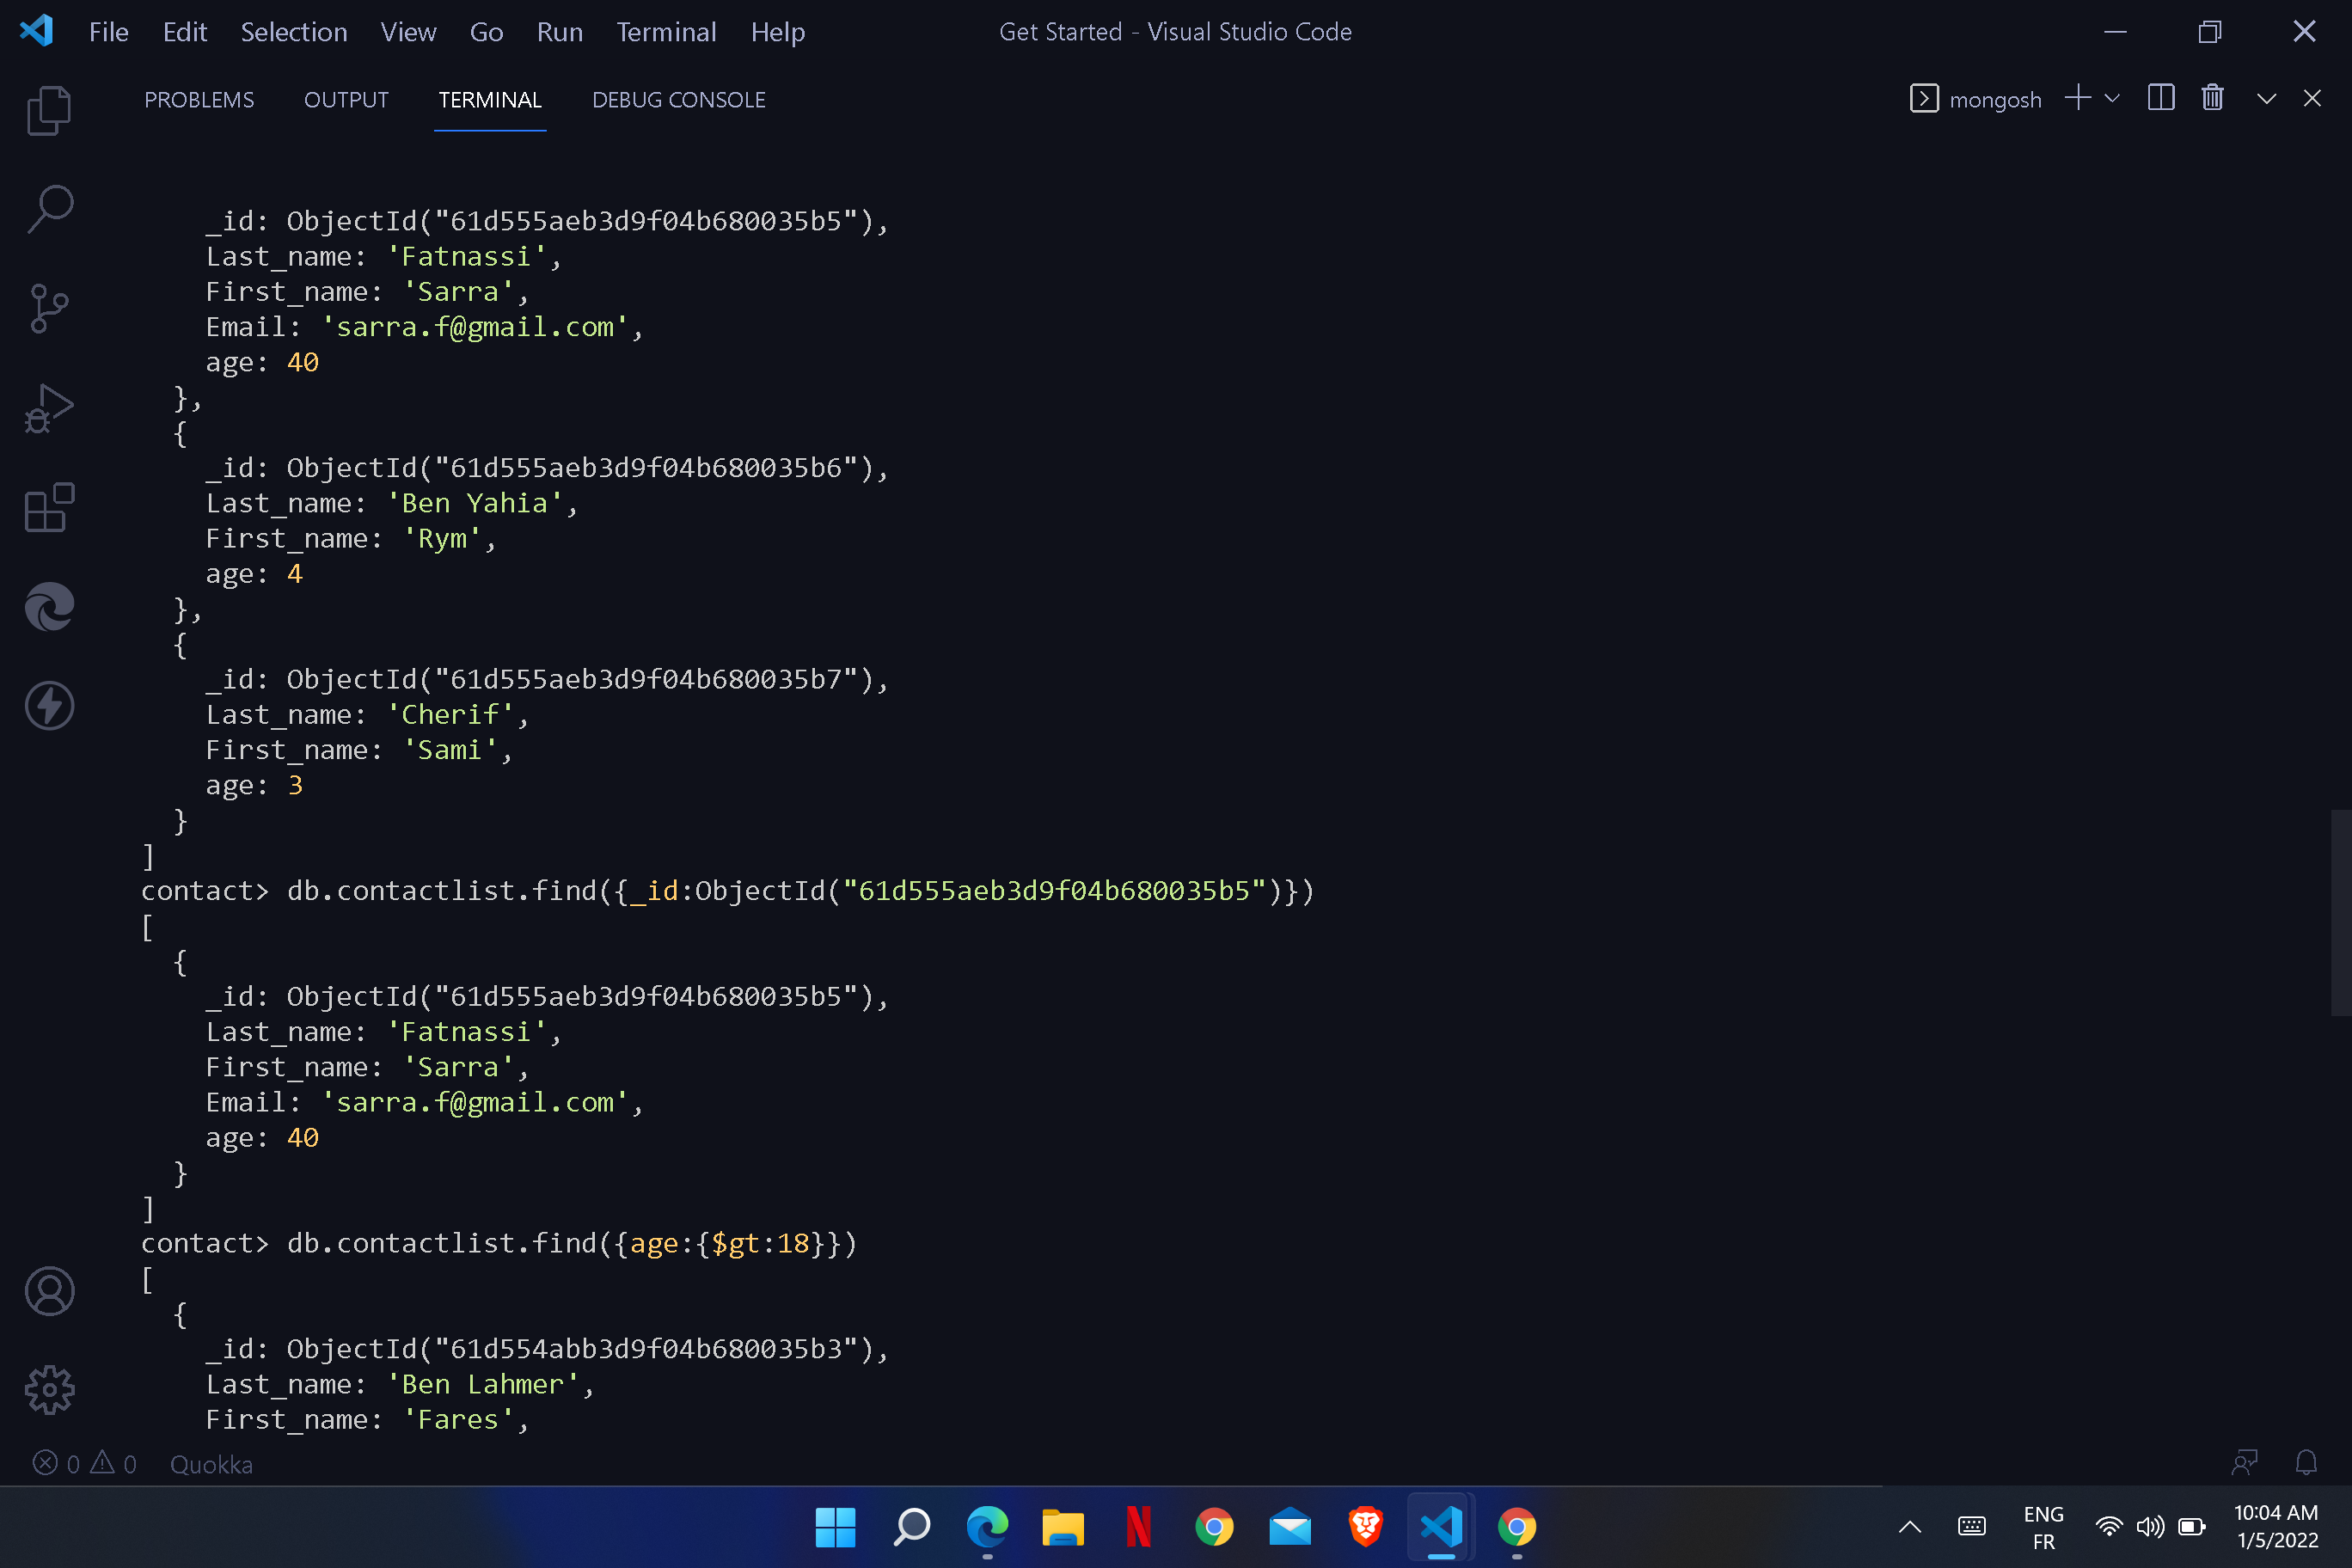 File Edit Selection View Go Run Terminal Help Get Started - Visual Studio Code
PROBLEMS OUTPUT TERMINAL DEBUG CONSOLE mongosh
_id: ObjectId("61d555aeb3d9f04b680035b5"),
Last_name: 'Fatnassi',
First_name: 'Sarra',
Email: 'sarra.f@gmail.com',
age: 40
},
{
_id: ObjectId("61d555aeb3d9f04b680035b6"),
Last_name: 'Ben Yahia',
First_name: 'Rym',
age: 4
},
{
_id: ObjectId("61d555aeb3d9f04b680035b7"),
Last_name: 'Cherif',
First_name: 'Sami',
age: 3
}
]
contact> db.contactlist.find({_id:ObjectId("61d555aeb3d9f04b680035b5")})
[
{
_id: ObjectId("61d555aeb3d9f04b680035b5"),
Last_name: 'Fatnassi',
First_name: 'Sarra',
Email: 'sarra.f@gmail.com',
age: 40
}
]
contact> db.contactlist.find({age:{$gt:18}})
[
{
_id: ObjectId("61d554abb3d9f04b680035b3"),
Last_name: 'Ben Lahmer',
First_name: 'Fares',
0 0 Quokka
ENG 10:04 AM
FR 1/5/2022